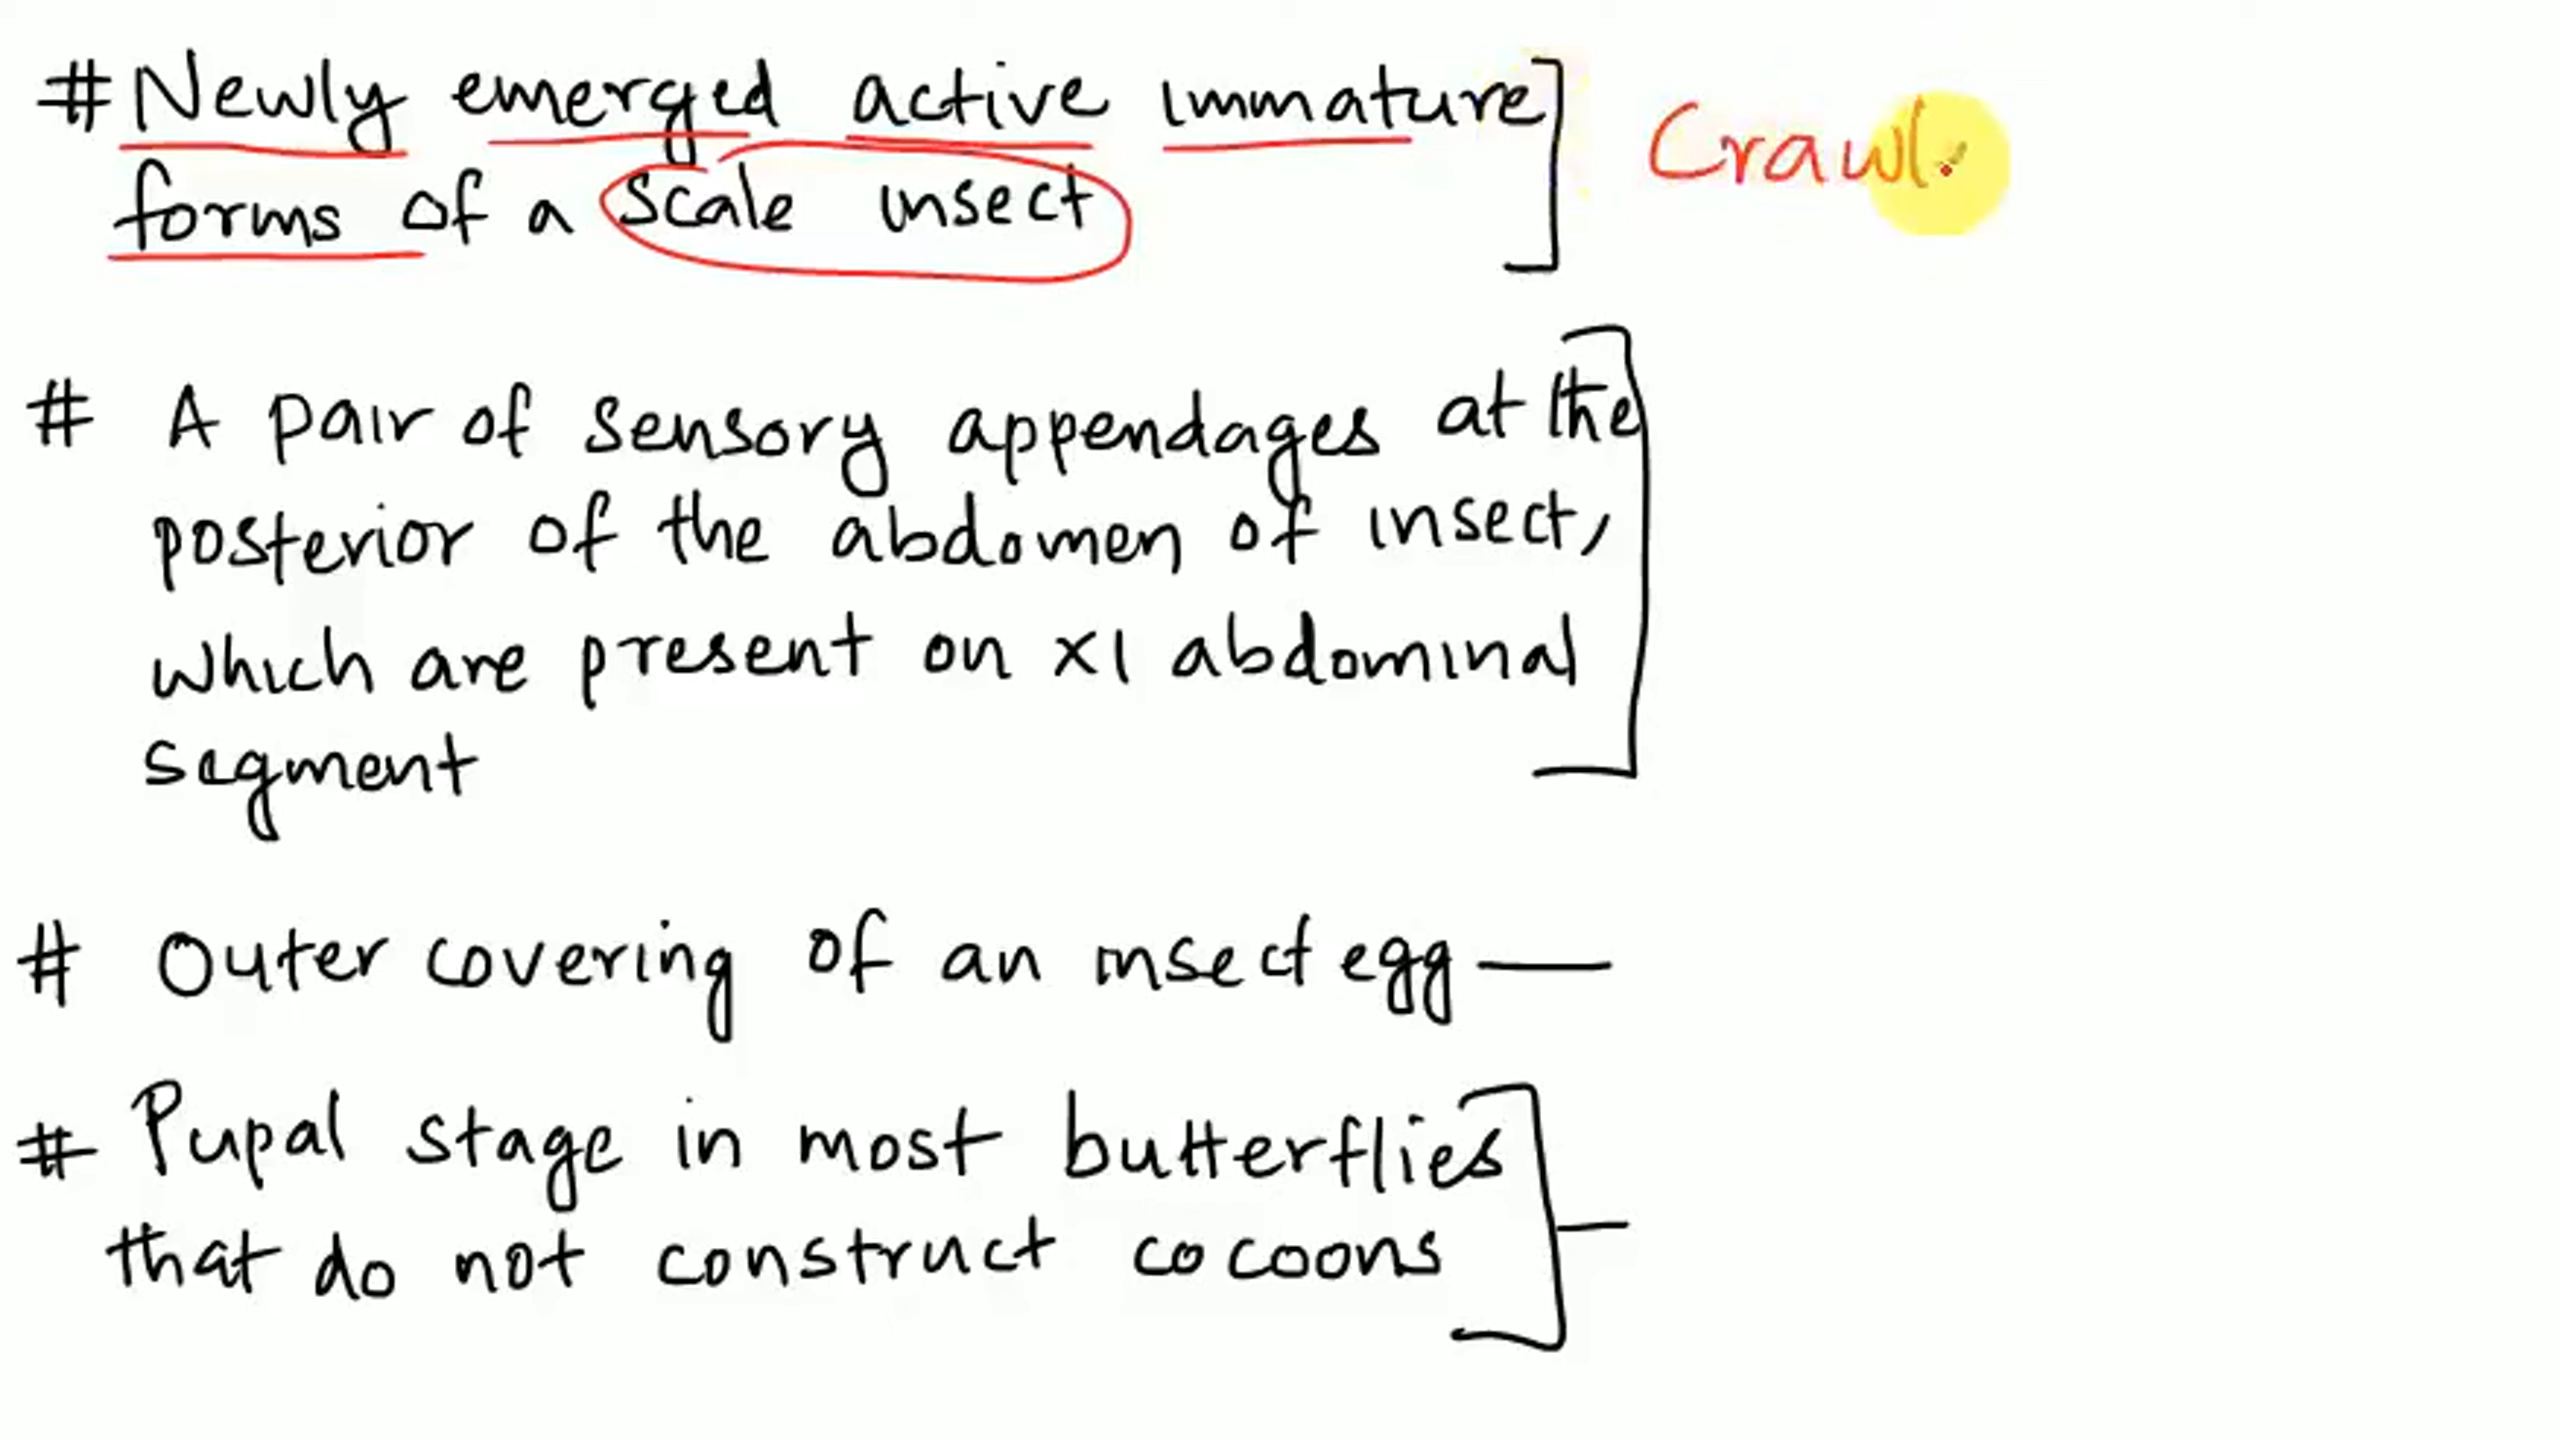 #Newly emerged active immature
forms of a scale insect
Crawl
# A pair of sensory appendages at the
posterior of the abdomen of insect,
which are present on XI abdominal
segment
# Outer covering of an insect egg —
# Pupal stage in most butterflies
that do not construct cocoons